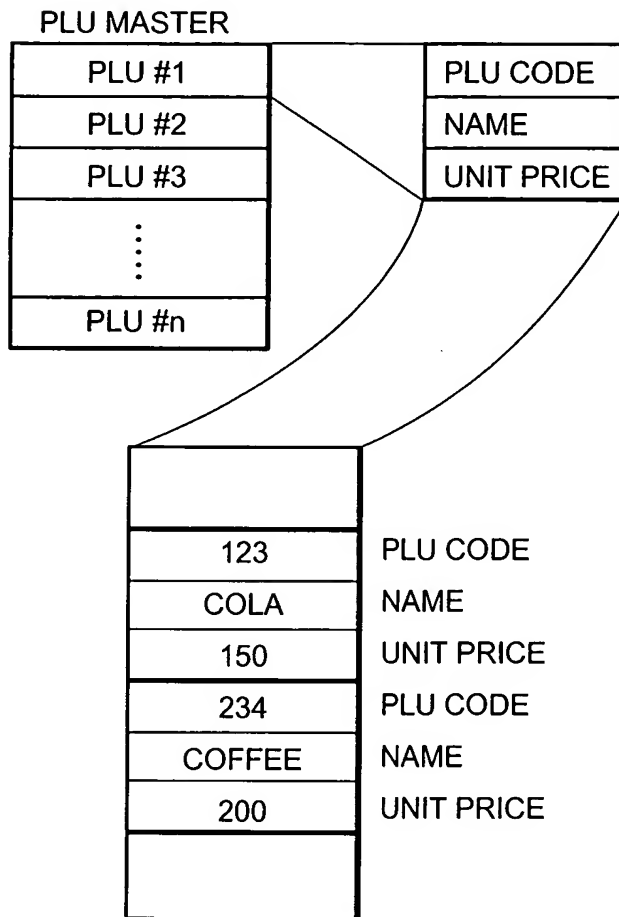 PLU MASTER
PLU #1
PLU #2
PLU #3
PLU #n
PLU CODE
NAME
UNIT PRICE
123 PLU CODE
COLA NAME
150 UNIT PRICE
234 PLU CODE
COFFEE NAME
200 UNIT PRICE